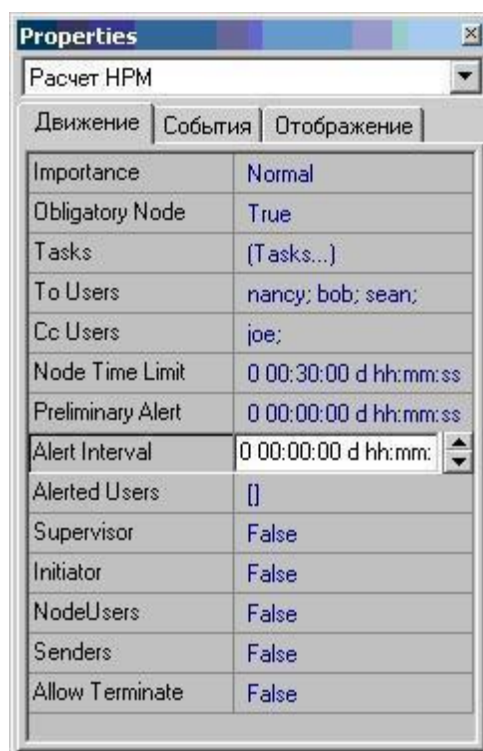 Properties
Расчет НРМ
Движение События Отображение
Importance Normal
Obligatory Node True
Tasks (Tasks...)
To Users nancy; bob; sean;
Cc Users joe;
Node Time Limit 0 00:30:00 d hh:mm:ss
Preliminary Alert 0 00:00:00 d hh:mm:ss
Alert Interval 0 00:00:00 d hh:mm:
Alerted Users []
Supervisor False
Initiator False
NodeUsers False
Senders False
Allow Terminate False